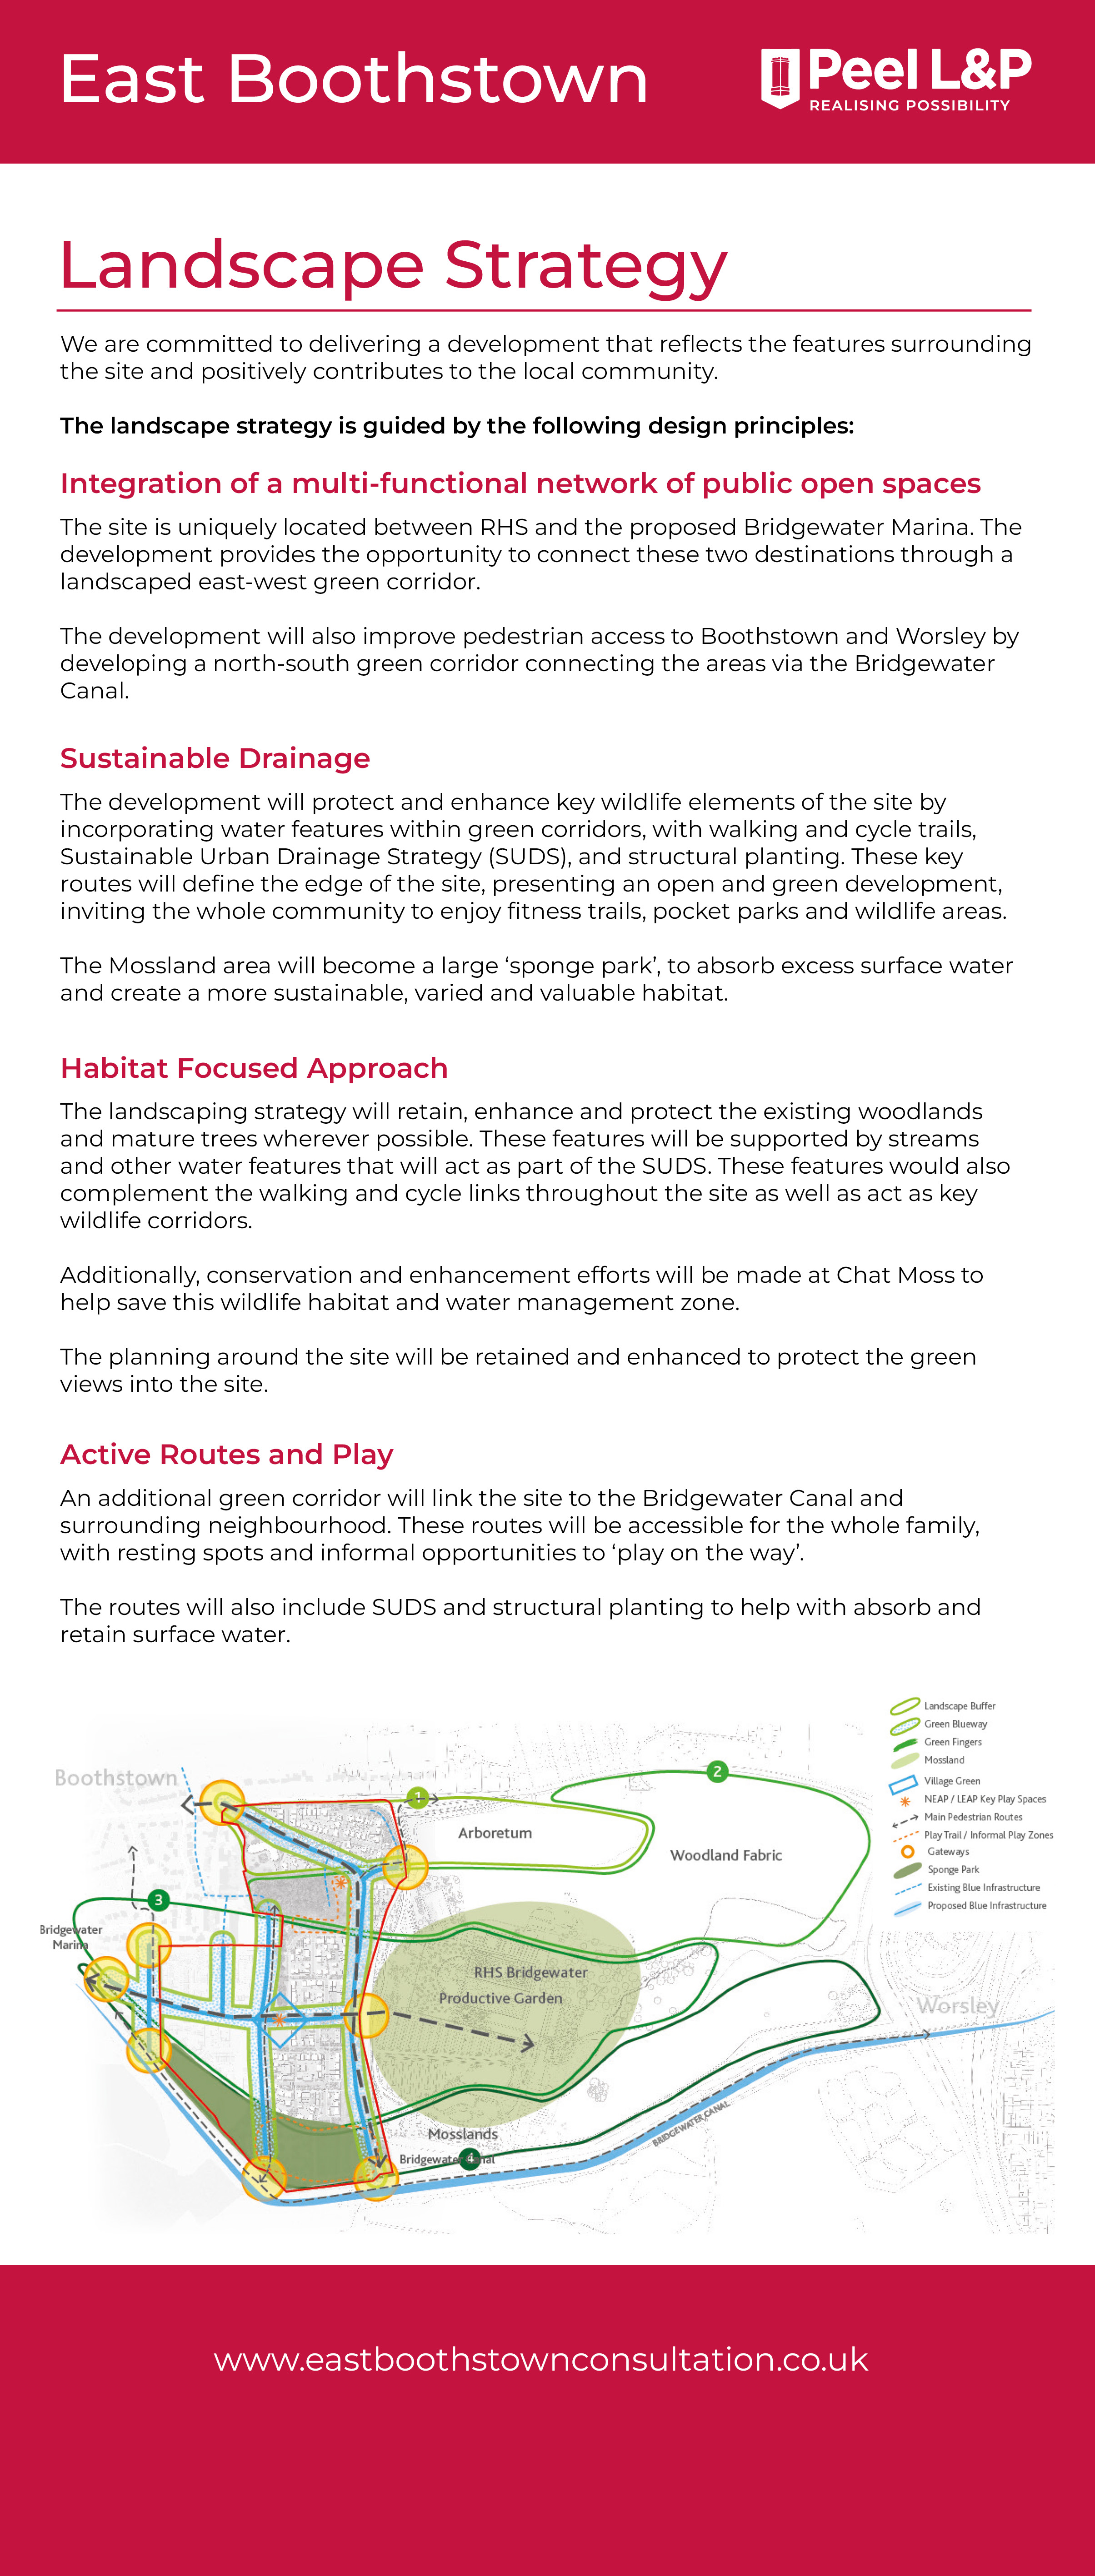 East Boothstown
Peel L&P
REALISING POSSIBILITY
Landscape Strategy
We are committed to delivering a development that reflects the features surrounding
the site and positively contributes to the local community.
The landscape strategy is guided by the following design principles:
Integration of a multi-functional network of public open spaces
The site is uniquely located between RHS and the proposed Bridgewater Marina. The
development provides the opportunity to connect these two destinations through a
landscaped east-west green corridor.
The development will also improve pedestrian access to Boothstown and Worsley by
developing a north-south green corridor connecting the areas via the Bridgewater
Canal.
Sustainable Drainage
The development will protect and enhance key wildlife elements of the site by
incorporating water features within green corridors, with walking and cycle trails,
Sustainable Urban Drainage Strategy (SUDS), and structural planting. These key
routes will define the edge of the site, presenting an open and green development,
inviting the whole community to enjoy fitness trails, pocket parks and wildlife areas.
The Mossland area will become a large ‘sponge park’, to absorb excess surface water
and create a more sustainable, varied and valuable habitat.
Habitat Focused Approach
The landscaping strategy will retain, enhance and protect the existing woodlands
and mature trees wherever possible. These features will be supported by streams
and other water features that will act as part of the SUDS. These features would also
complement the walking and cycle links throughout the site as well as act as key
wildlife corridors.
Additionally, conservation and enhancement efforts will be made at Chat Moss to
help save this wildlife habitat and water management zone.
The planning around the site will be retained and enhanced to protect the green
views into the site.
Active Routes and Play
An additional green corridor will link the site to the Bridgewater Canal and
surrounding neighbourhood. These routes will be accessible for the whole family,
with resting spots and informal opportunities to ‘play on the way’.
The routes will also include SUDS and structural planting to help with absorb and
retain surface water.
Landscape Buffer
Green Blueway
Green Fingers
Mossland
Village Green
NEAP / LEAP Key Play Spaces
Main Pedestrian Routes
Play Trail / Informal Play Zones
Gateways
Sponge Park
Existing Blue Infrastructure
Proposed Blue Infrastructure
Boothstown
1
2
Arboretum
Woodland Fabric
3
Bridgewater
Marina
RHS Bridgewater
Productive Garden
Worsley
BRIDGEWATER CANAL
Mosslands
Bridgewater Canal
4
www.eastboothstownconsultation.co.uk